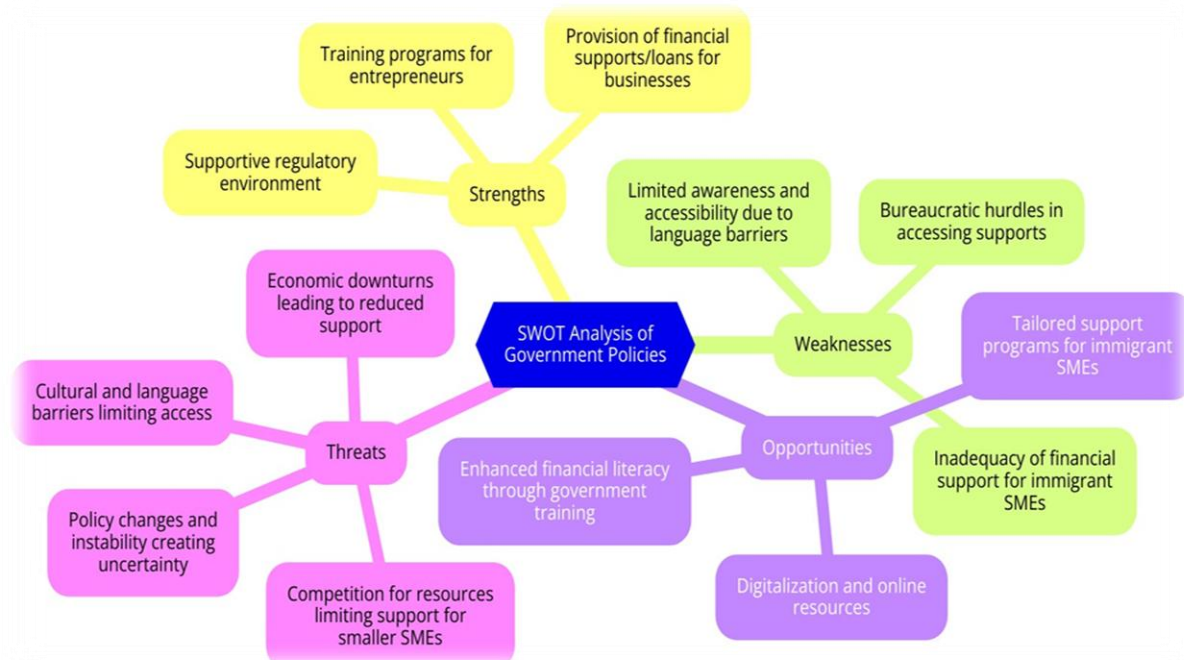 SWOT Analysis of
Government Policies
Strengths
Training programs for
entrepreneurs
Provision of financial
supports/loans for
businesses
Supportive regulatory
environment
Weaknesses
Limited awareness and
accessibility due to
language barriers
Bureaucratic hurdles in
accessing supports
Inadequacy of financial
support for immigrant
SMEs
Opportunities
Tailored support
programs for immigrant
SMEs
Enhanced financial literacy
through government
training
Digitalization and online
resources
Threats
Economic downturns
leading to reduced
support
Cultural and language
barriers limiting access
Policy changes and
instability creating
uncertainty
Competition for resources
limiting support for
smaller SMEs